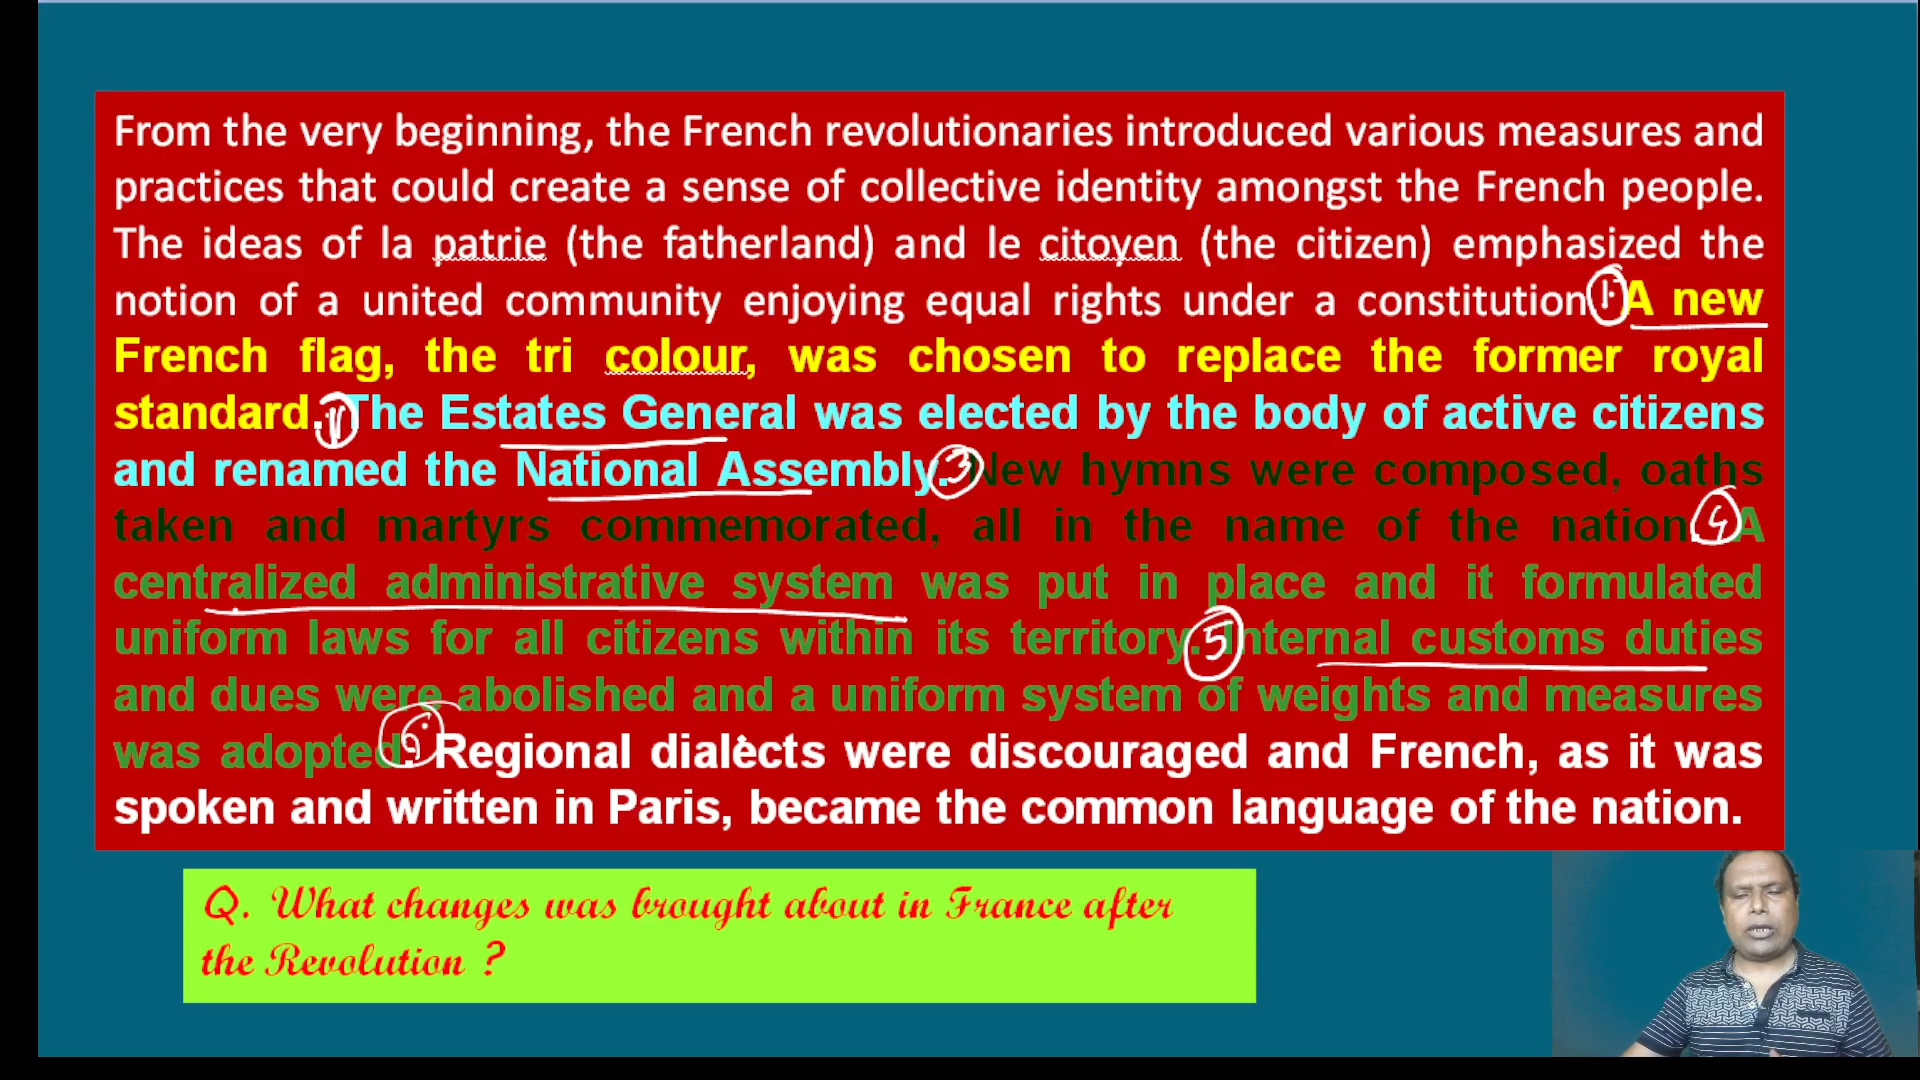 From the very beginning, the French revolutionaries introduced various measures and
practices that could create a sense of collective identity amongst the French people.
The ideas of la patrie (the fatherland) and le citoyen (the citizen) emphasized the
notion of a united community enjoying equal rights under a constitution. 1 A new
French flag, the tri colour, was chosen to replace the former royal
standard. The Estates General was elected by the body of active citizens
and renamed the National Assembly. 3 New hymns were composed, oaths
taken and martyrs commemorated, all in the name of the nation. 4 A
centralized administrative system was put in place and it formulated
uniform laws for all citizens within its territory. 5 Internal customs duties
and dues were abolished and a uniform system of weights and measures
was adopted. 6 Regional dialects were discouraged and French, as it was
spoken and written in Paris, became the common language of the nation.
Q. What changes was brought about in France after
the Revolution ?